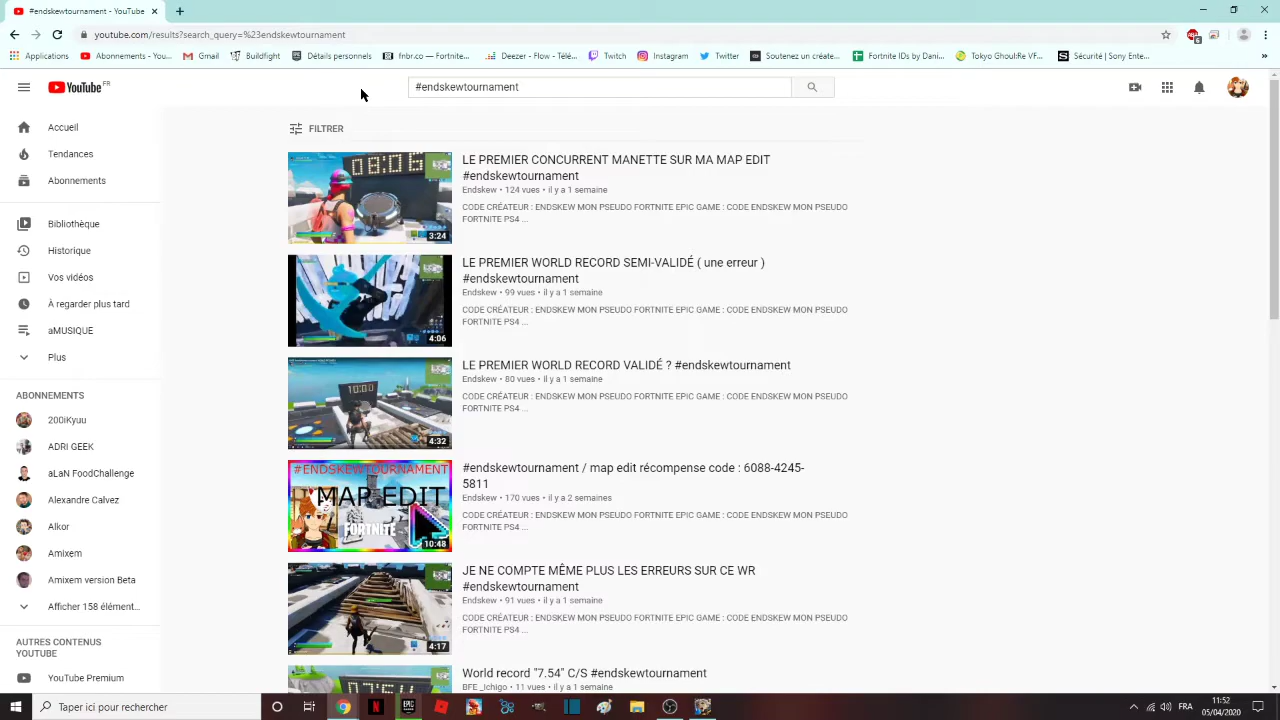 #endskewtournament - YouTube
youtube.com/results?search_query=%23endskewtournament
Applications
Abonnements - You...
Gmail
Buildfight
Détails personnels
fnbr.co — Fortnite...
Deezer - Flow - Télé...
Twitch
Instagram
Twitter
Soutenez un créate...
Fortnite IDs by Dani...
Tokyo GhoulRe VF...
Sécurité | Sony Ent...
YouTube FR
#endskewtournament
Accueil
Tendances
Abonnements
Bibliothèque
Historique
Vos vidéos
À regarder plus tard
aMUSIQUE
Plus
ABONNEMENTS
200iKyuu
ADRI GEEK
aLaN FoodChallenge
Alexandre Calvez
Alkor
Amixem
Amixem version Beta
Afficher 158 élément...
AUTRES CONTENUS
YOUTUBE
YouTube Premium
FILTRER
08:06
3:24
LE PREMIER CONCURRENT MANETTE SUR MA MAP EDIT
#endskewtournament
Endskew • 124 vues • il y a 1 semaine
CODE CRÉATEUR : ENDSKEW MON PSEUDO FORTNITE EPIC GAME : CODE ENDSKEW MON PSEUDO
FORTNITE PS4 ...
4:06
LE PREMIER WORLD RECORD SEMI-VALIDÉ ( une erreur )
#endskewtournament
Endskew • 99 vues • il y a 1 semaine
CODE CRÉATEUR : ENDSKEW MON PSEUDO FORTNITE EPIC GAME : CODE ENDSKEW MON PSEUDO
FORTNITE PS4 ...
10:00
4:32
LE PREMIER WORLD RECORD VALIDÉ ? #endskewtournament
Endskew • 80 vues • il y a 1 semaine
CODE CRÉATEUR : ENDSKEW MON PSEUDO FORTNITE EPIC GAME : CODE ENDSKEW MON PSEUDO
FORTNITE PS4 ...
#ENDSKEWTOURNAMENT
MAP EDIT
FORTNITE
10:48
#endskewtournament / map edit récompense code : 6088-4245-
5811
Endskew • 170 vues • il y a 2 semaines
CODE CRÉATEUR : ENDSKEW MON PSEUDO FORTNITE EPIC GAME : CODE ENDSKEW MON PSEUDO
FORTNITE PS4 ...
4:17
JE NE COMPTE MÊME PLUS LES ERREURS SUR CE WR
#endskewtournament
Endskew • 91 vues • il y a 1 semaine
CODE CRÉATEUR : ENDSKEW MON PSEUDO FORTNITE EPIC GAME : CODE ENDSKEW MON PSEUDO
FORTNITE PS4 ...
World record "7.54" C/S #endskewtournament
BFE _Ichigo • 11 vues • il y a 1 semaine
Taper ici pour rechercher
EPIC
FRA
11:52
05/04/2020